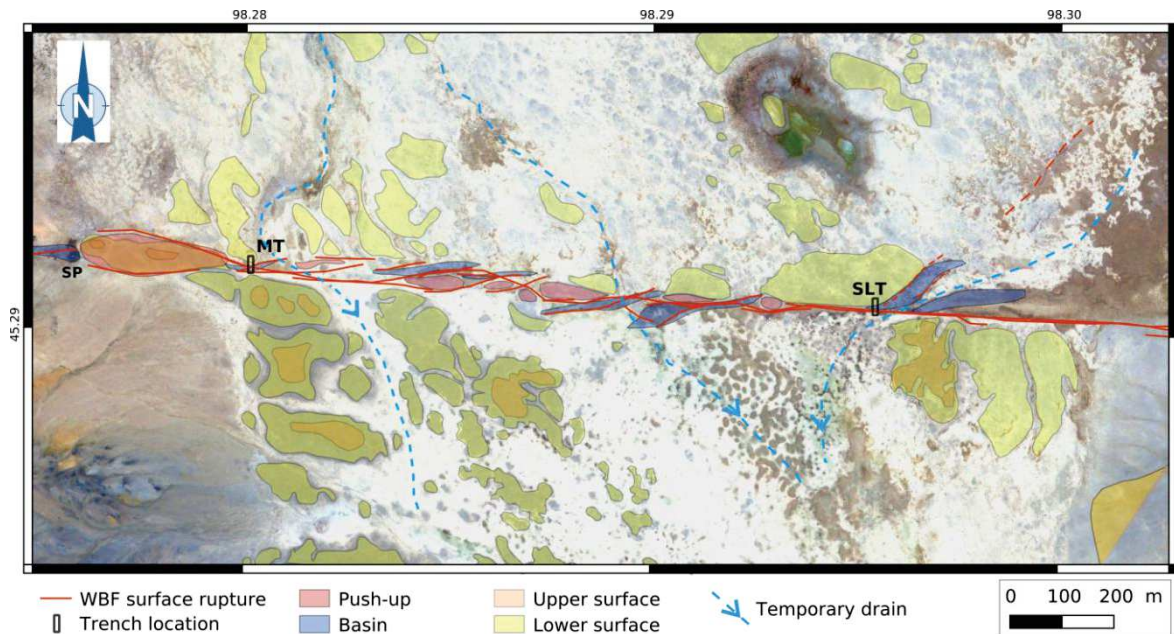 98.28 98.29 98.30
N
MT
SP
SLT
45.29
WBF surface rupture
Trench location
Push-up
Basin
Upper surface
Lower surface
Temporary drain
0 100 200 m